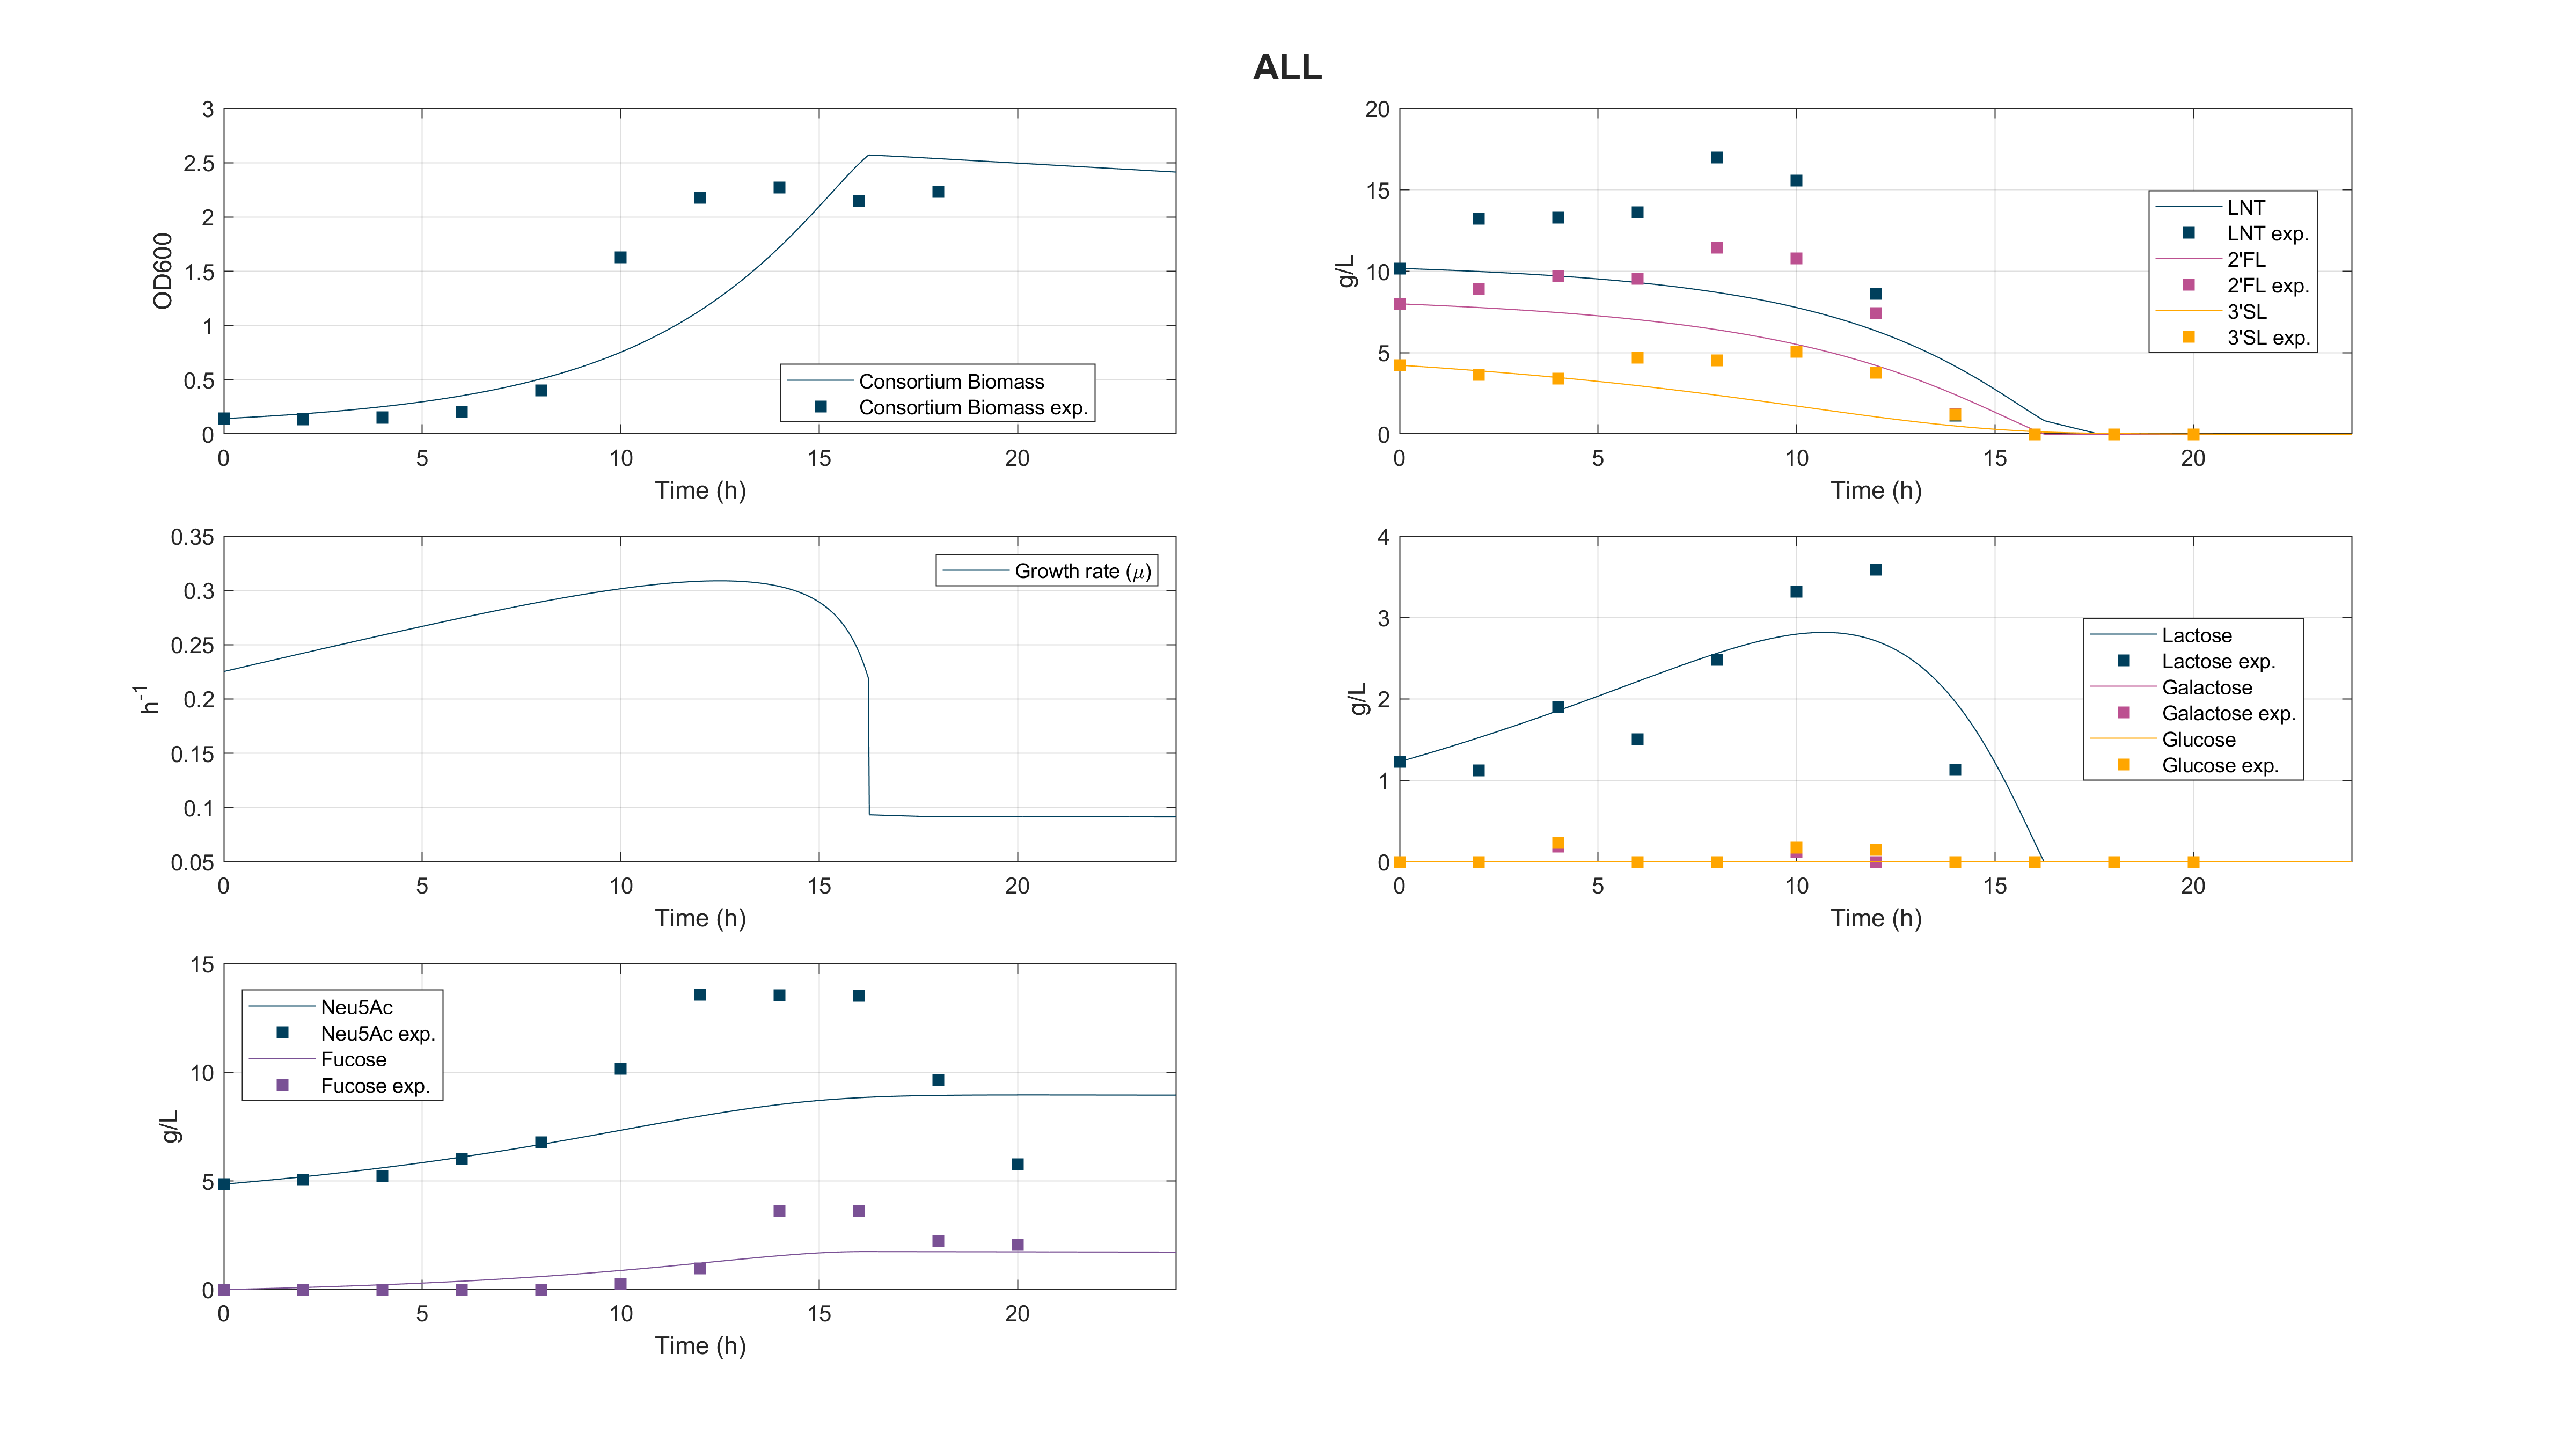 ALL
3
2.5
2
1.5
1
0.5
0
OD600
Consortium Biomass
Consortium Biomass exp.
0 5 10 15 20
Time (h)
20
15
10
5
0
g/L
LNT
LNT exp.
2'FL
2'FL exp.
3'SL
3'SL exp.
0 5 10 15 20
Time (h)
0.35
0.3
0.25
0.2
0.15
0.1
0.05
h-1
Growth rate (μ)
0 5 10 15 20
Time (h)
4
3
2
1
0
g/L
Lactose
Lactose exp.
Galactose
Galactose exp.
Glucose
Glucose exp.
0 5 10 15 20
Time (h)
15
10
5
0
g/L
Neu5Ac
Neu5Ac exp.
Fucose
Fucose exp.
0 5 10 15 20
Time (h)